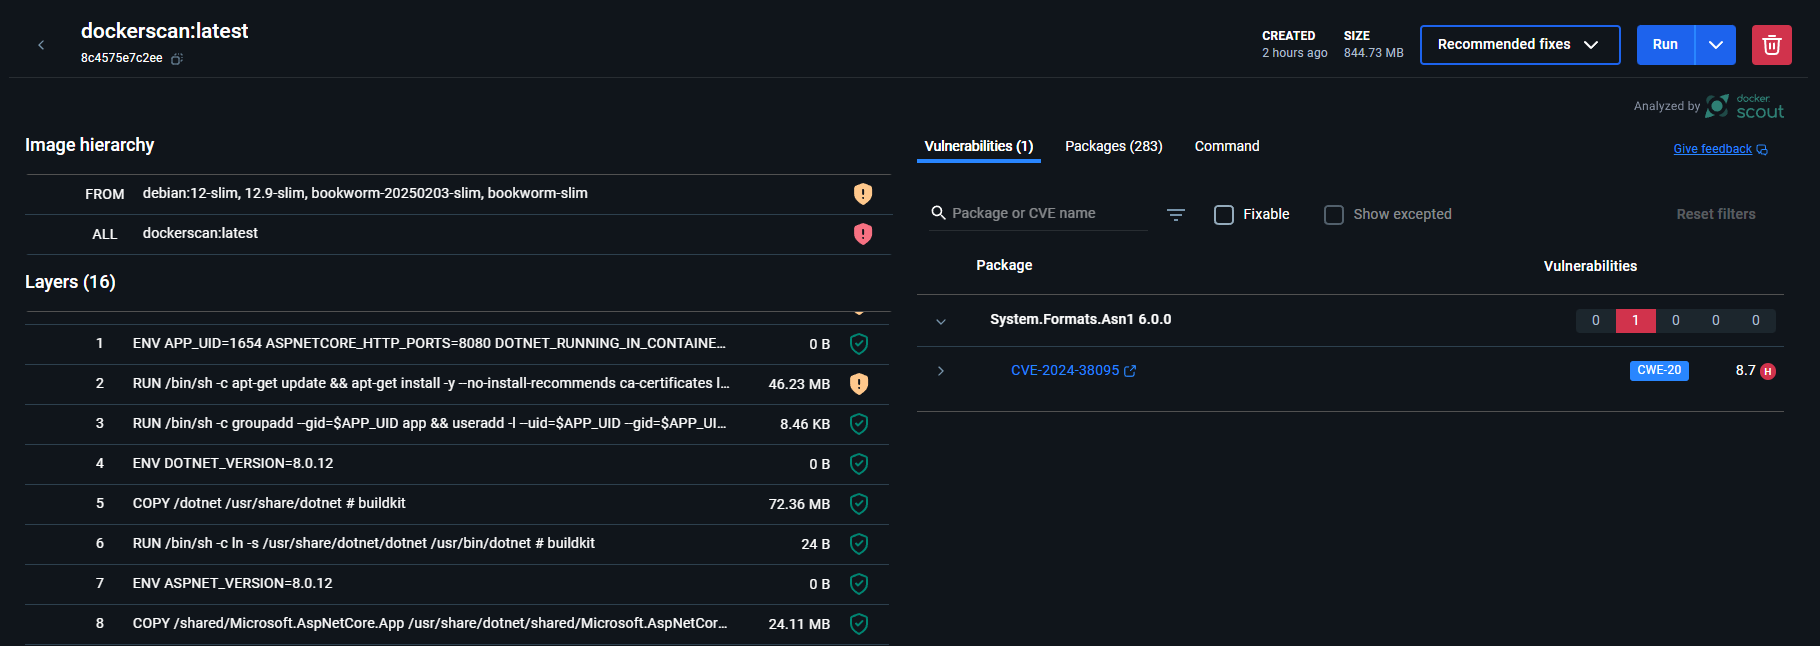 dockerscan:latest
8c4575e7c2ee
CREATED
2 hours ago
SIZE
844.73 MB
Recommended fixes
Run
Analyzed by docker scout
Image hierarchy
FROM debian:12-slim, 12.9-slim, bookworm-20250203-slim, bookworm-slim
ALL dockerscan:latest
Layers (16)
1 ENV APP_UID=1654 ASPNETCORE_HTTP_PORTS=8080 DOTNET_RUNNING_IN_CONTAINE... 0 B
2 RUN /bin/sh -c apt-get update && apt-get install -y --no-install-recommends ca-certificates l... 46.23 MB
3 RUN /bin/sh -c groupadd --gid=$APP_UID app && useradd -l --uid=$APP_UID --gid=$APP_UI... 8.46 KB
4 ENV DOTNET_VERSION=8.0.12 0 B
5 COPY /dotnet /usr/share/dotnet # buildkit 72.36 MB
6 RUN /bin/sh -c ln -s /usr/share/dotnet/dotnet /usr/bin/dotnet # buildkit 24 B
7 ENV ASPNET_VERSION=8.0.12 0 B
8 COPY /shared/Microsoft.AspNetCore.App /usr/share/dotnet/shared/Microsoft.AspNetCor... 24.11 MB
Vulnerabilities (1) Packages (283) Command
Give feedback
Package or CVE name Fixable Show excepted Reset filters
Package Vulnerabilities
System.Formats.Asn1 6.0.0 0 1 0 0 0
CVE-2024-38095 CWE-20 8.7 H